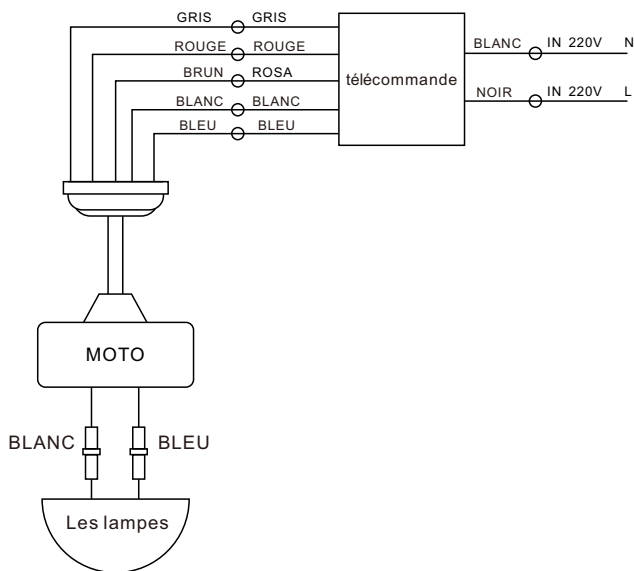 GRIS GRIS
ROUGE ROUGE
BRUN ROSA
BLANC BLANC
BLEU BLEU
télécommande
BLANC IN 220V N
NOIR IN 220V L
MOTO
BLANC BLEU
Les lampes